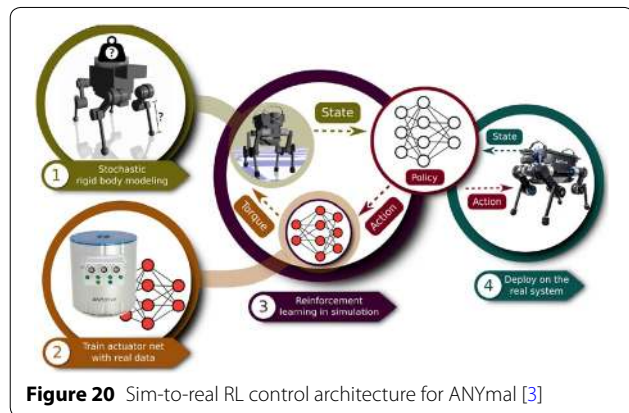 ?
?
1
Stochastic
rigid body modeling
State
Torque
Action
Policy
State
Action
2
Train actuator net
with real data
3
Reinforcement
learning in simulation
4
Deploy on the
real system
Figure 20 Sim-to-real RL control architecture for ANYmal [3]